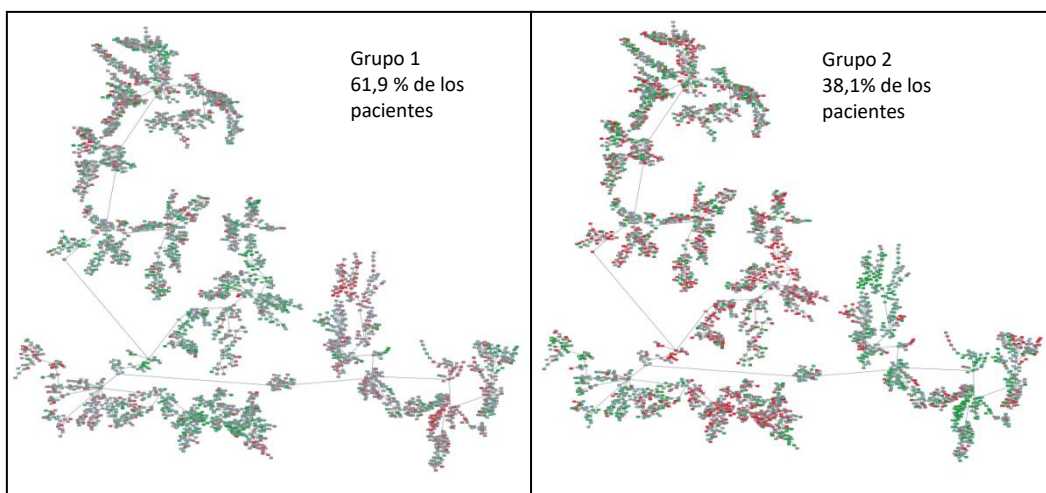 Grupo 1
61,9 % de los
pacientes
Grupo 2
38,1% de los
pacientes